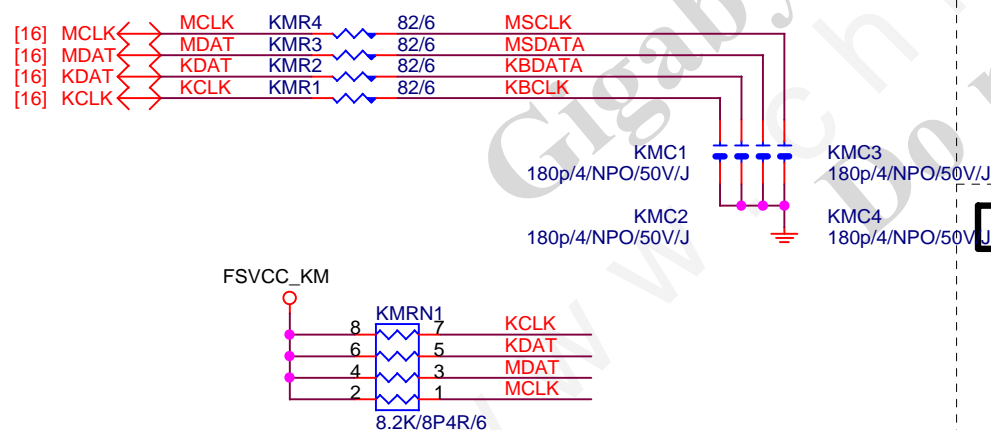 [16] MCLK MCLK KMR4 82/6 MSCLK
[16] MDAT MDAT KMR3 82/6 MSDATA
[16] KDAT KDAT KMR2 82/6 KBDATA
[16] KCLK KCLK KMR1 82/6 KBCLK
KMC1 KMC3
180p/4/NPO/50V/J 180p/4/NPO/50V/J
KMC2 KMC4
180p/4/NPO/50V/J 180p/4/NPO/50V/J
FSVCC_KM
KMRN1
8 7 KCLK
6 5 KDAT
4 3 MDAT
2 1 MCLK
8.2K/8P4R/6
Gigaby
Do